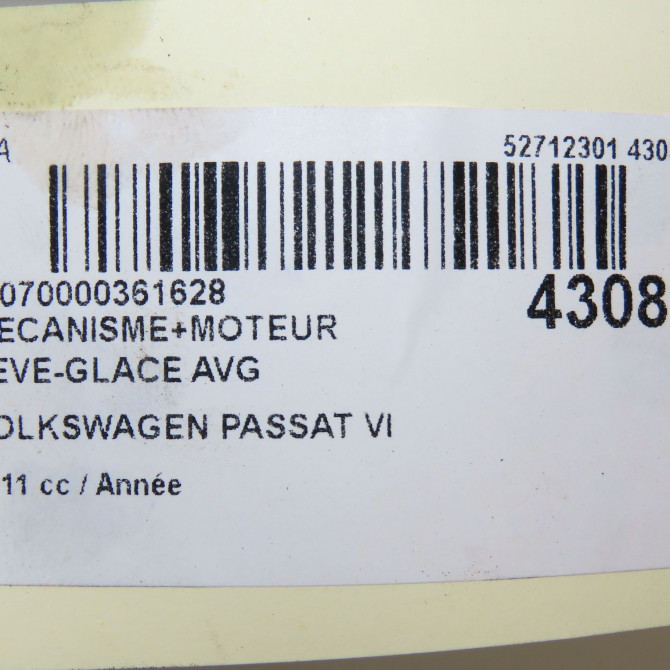 A 52712301 430
070000361628 4308
ECANISME+MOTEUR
EVE-GLACE AVG
OLKSWAGEN PASSAT VI
11 cc / Année